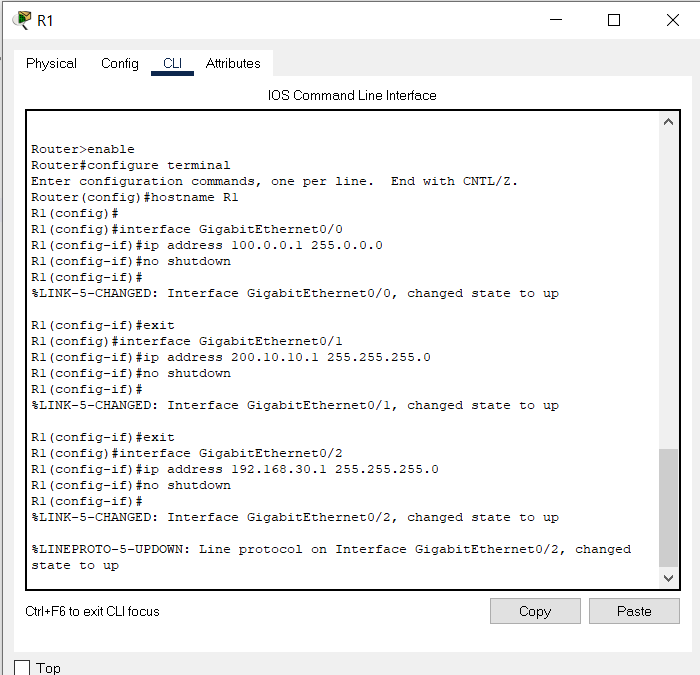 R1
Physical Config CLI Attributes
IOS Command Line Interface
Router>enable
Router#configure terminal
Enter configuration commands, one per line.  End with CNTL/Z.
Router(config)#hostname R1
R1(config)#
R1(config)#interface GigabitEthernet0/0
R1(config-if)#ip address 100.0.0.1 255.0.0.0
R1(config-if)#no shutdown
R1(config-if)#
%LINK-5-CHANGED: Interface GigabitEthernet0/0, changed state to up
R1(config-if)#exit
R1(config)#interface GigabitEthernet0/1
R1(config-if)#ip address 200.10.10.1 255.255.255.0
R1(config-if)#no shutdown
R1(config-if)#
%LINK-5-CHANGED: Interface GigabitEthernet0/1, changed state to up
R1(config-if)#exit
R1(config)#interface GigabitEthernet0/2
R1(config-if)#ip address 192.168.30.1 255.255.255.0
R1(config-if)#no shutdown
R1(config-if)#
%LINK-5-CHANGED: Interface GigabitEthernet0/2, changed state to up
%LINEPROTO-5-UPDOWN: Line protocol on Interface GigabitEthernet0/2, changed
state to up
Ctrl+F6 to exit CLI focus
Copy Paste
Top